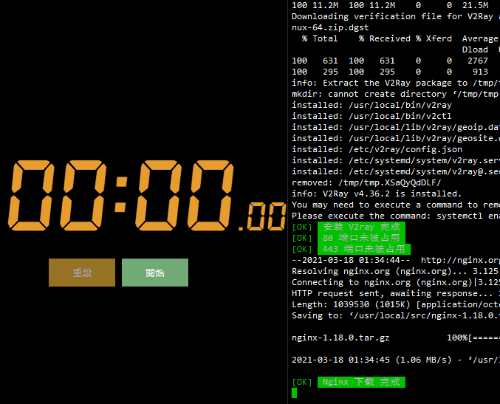 00:00.00
重設
開始
100 11.2M 100 11.2M 0 0 21.5M
Downloading verification file for V2Ray
nux-64.zip.dgst
% Total % Received % Xferd Average
Dload
100 631 100 631 0 0 2767
100 295 100 295 0 0 913
info: Extract the V2Ray package to /tmp/
mkdir: cannot create directory ‘/tmp/tmp
installed: /usr/local/bin/v2ray
installed: /usr/local/bin/v2ctl
installed: /usr/local/lib/v2ray/geoip.da
installed: /usr/local/lib/v2ray/geosite.
installed: /etc/v2ray/config.json
installed: /etc/systemd/system/v2ray.serv
installed: /etc/systemd/system/v2ray@.ser
removed: /tmp/tmp.XSaQyQdDLF/
info: V2Ray v4.36.2 is installed.
You may need to execute a command to remo
Please execute the command: systemctl ena
[OK] 安装 V2ray 完成
[OK] 80 端口未被占用
[OK] 443 端口未被占用
--2021-03-18 01:34:44-- http://nginx.org
Resolving nginx.org (nginx.org)... 3.125
Connecting to nginx.org (nginx.org)|3.12
HTTP request sent, awaiting response...
Length: 1039530 (1015K) [application/octe
Saving to: ‘/usr/local/src/nginx-1.18.0.t
nginx-1.18.0.tar.gz 100%[=====
2021-03-18 01:34:45 (1.06 MB/s) - ‘/usr/
[OK] Nginx 下载 完成